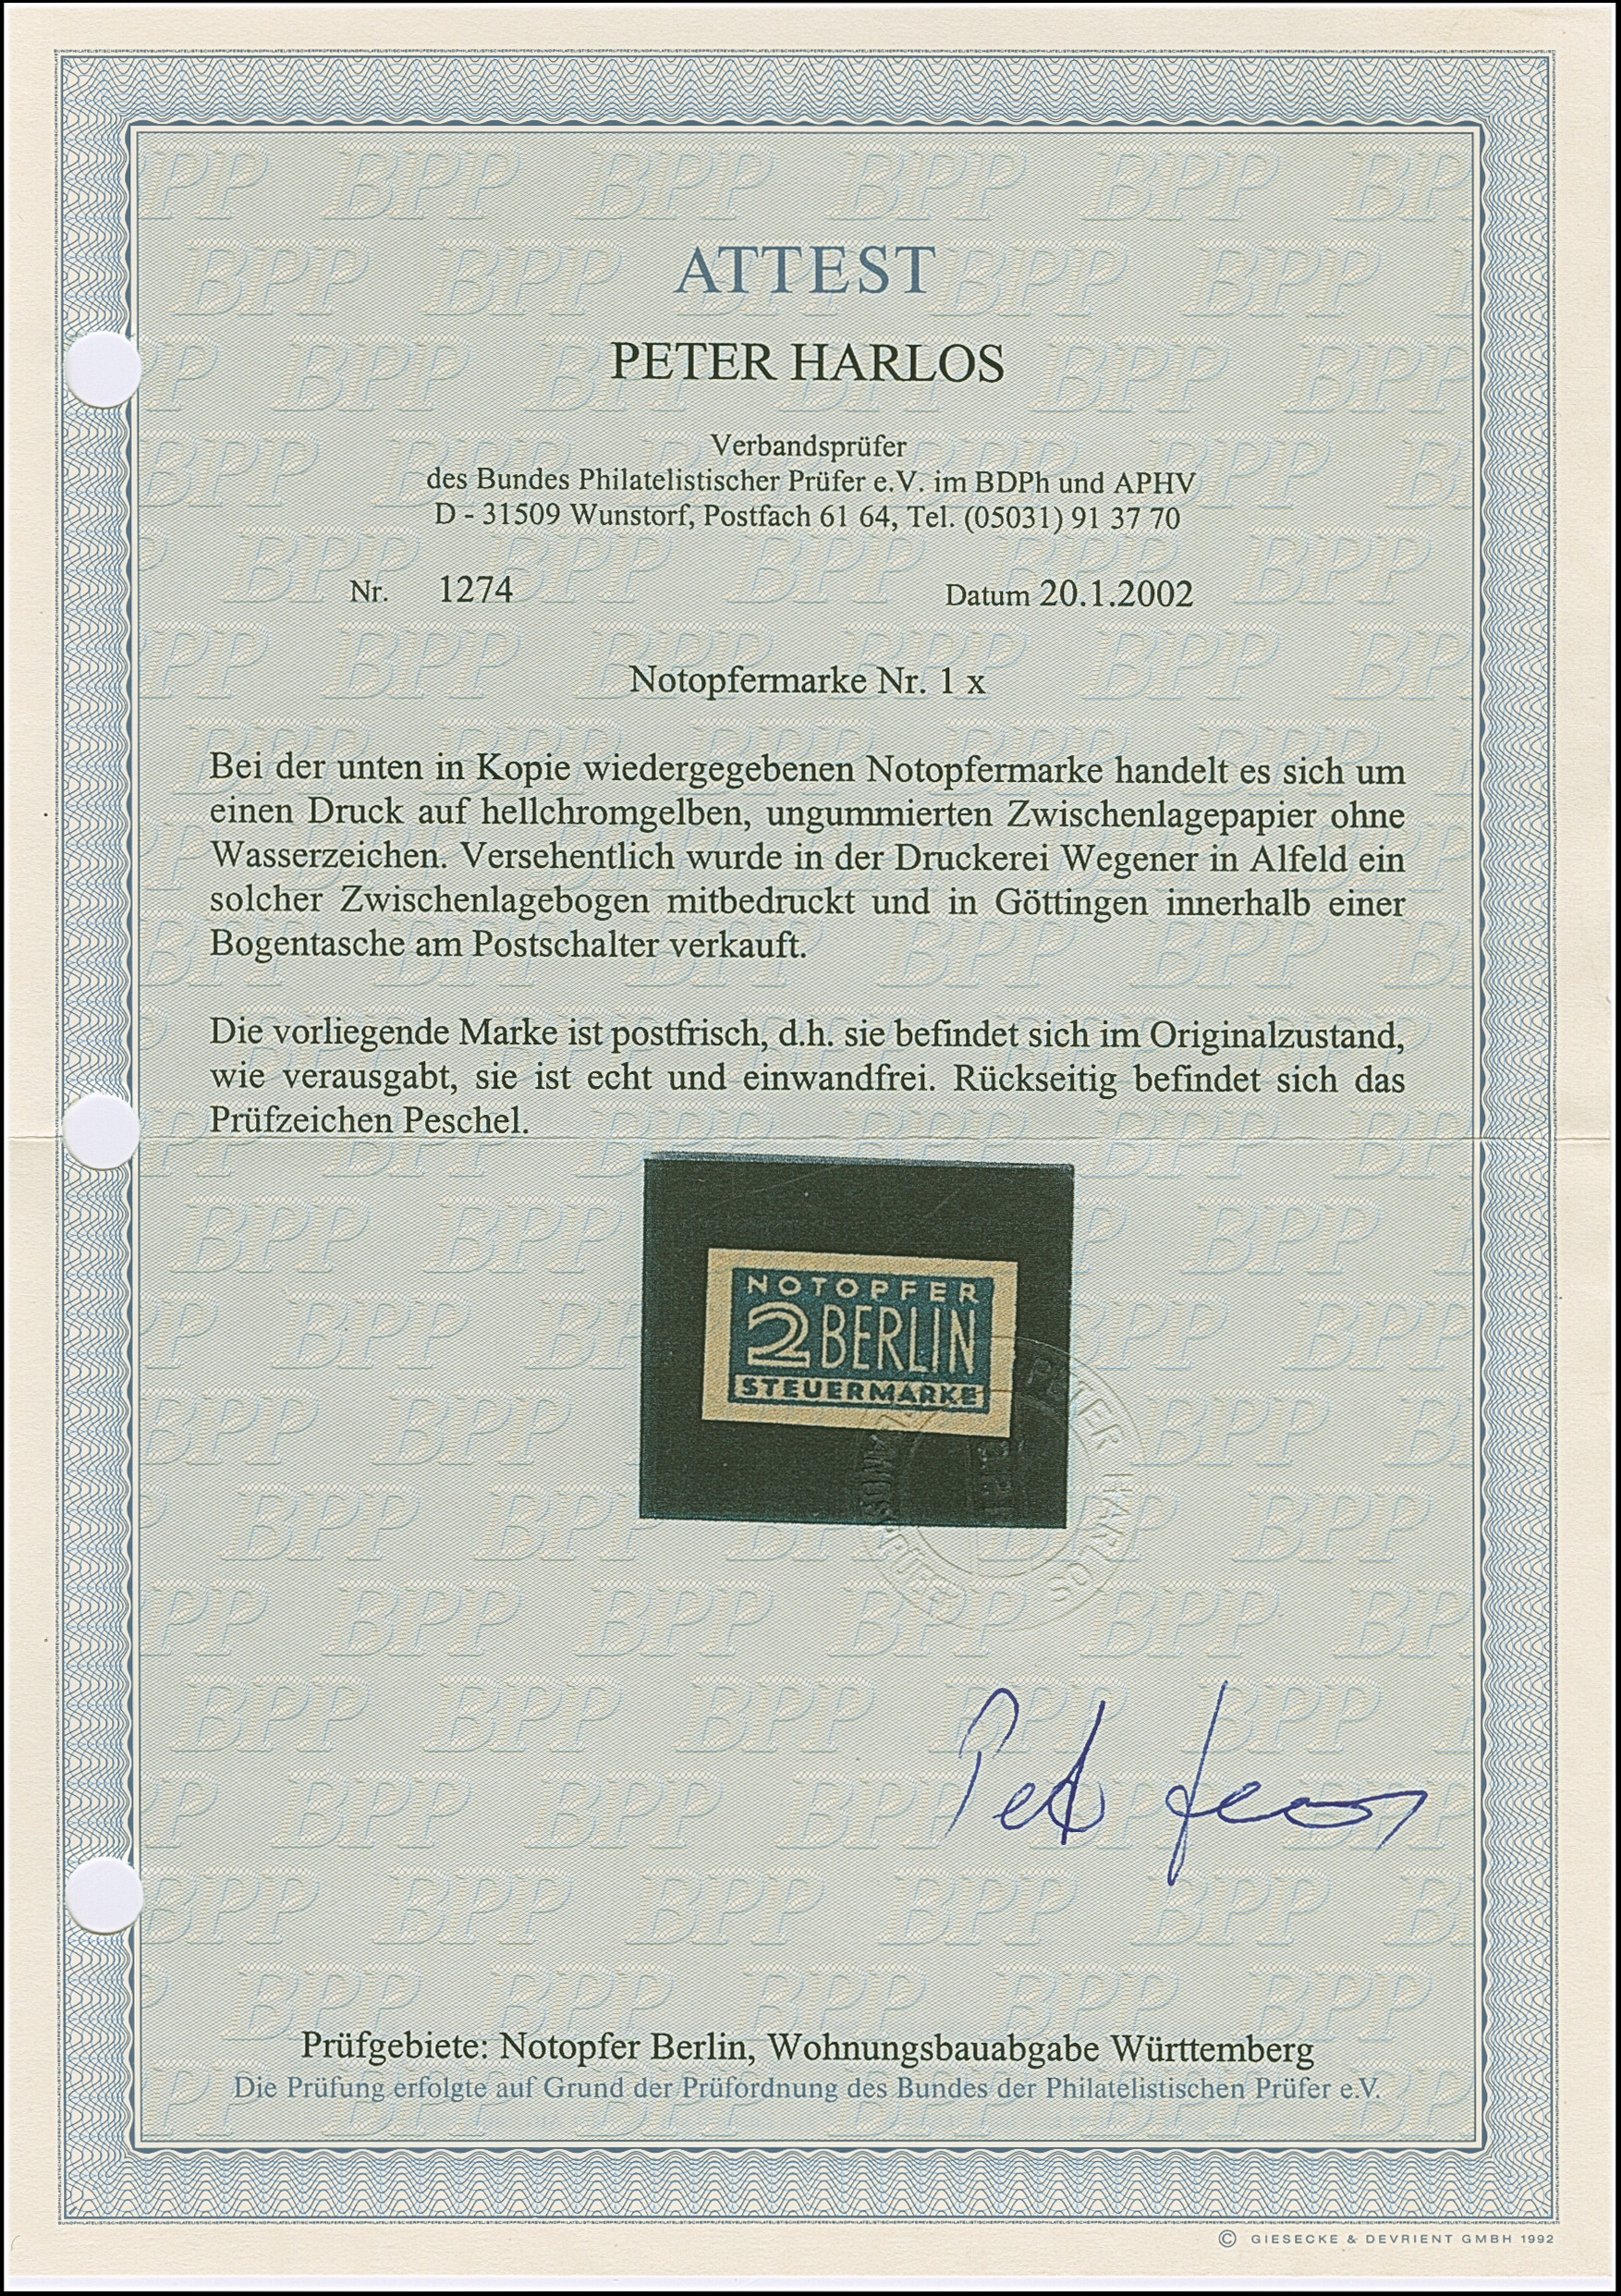 ATTEST
PETER HARLOS
Verbandsprüfer
des Bundes Philatelistischer Prüfer e.V. im BDPh und APHV
D - 31509 Wunstorf, Postfach 61 64, Tel. (05031) 91 37 70
Nr. 1274 Datum 20.1.2002
Notopfermarke Nr. 1 x
Bei der unten in Kopie wiedergegebenen Notopfermarke handelt es sich um
einen Druck auf hellchromgelben, ungummierten Zwischenlagepapier ohne
Wasserzeichen. Versehentlich wurde in der Druckerei Wegener in Alfeld ein
solcher Zwischenlagebogen mitbedruckt und in Göttingen innerhalb einer
Bogentasche am Postschalter verkauft.
Die vorliegende Marke ist postfrisch, d.h. sie befindet sich im Originalzustand,
wie verausgabt, sie ist echt und einwandfrei. Rückseitig befindet sich das
Prüfzeichen Peschel.
NOTOPFER
2 BERLIN
STEUERMARKE
PETER HARLOS
Prüfgebiete: Notopfer Berlin, Wohnungsbauabgabe Württemberg
Die Prüfung erfolgte auf Grund der Prüfordnung des Bundes der Philatelistischen Prüfer e.V.
© GIESECKE & DEVRIENT GMBH 1992